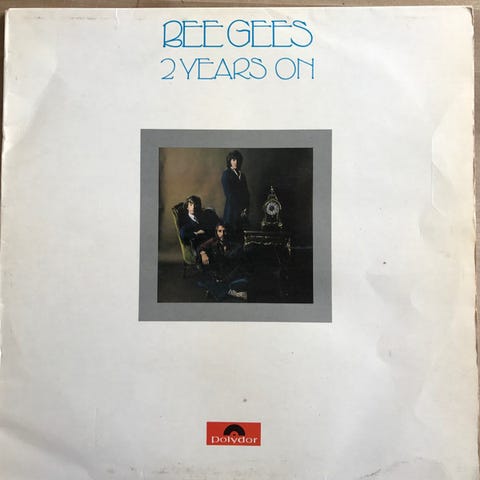 BEE GEES
2 YEARS ON
Polydor